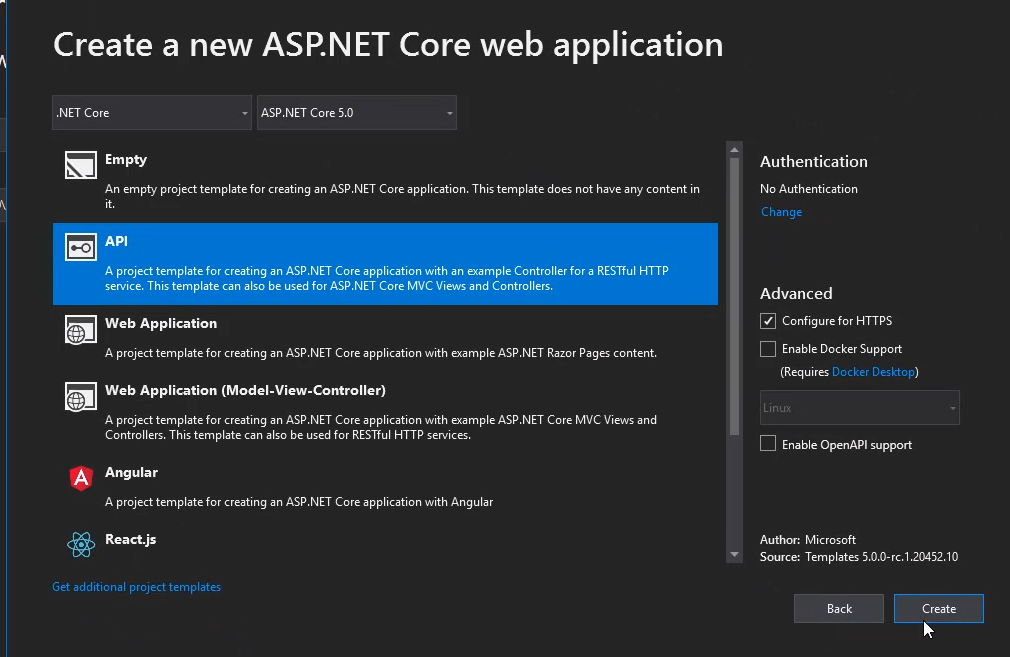 Create a new ASP.NET Core web application
.NET Core
ASP.NET Core 5.0
Empty
An empty project template for creating an ASP.NET Core application. This template does not have any content in
it.
API
A project template for creating an ASP.NET Core application with an example Controller for a RESTful HTTP
service. This template can also be used for ASP.NET Core MVC Views and Controllers.
Web Application
A project template for creating an ASP.NET Core application with example ASP.NET Razor Pages content.
Web Application (Model-View-Controller)
A project template for creating an ASP.NET Core application with example ASP.NET Core MVC Views and
Controllers. This template can also be used for RESTful HTTP services.
Angular
A project template for creating an ASP.NET Core application with Angular
React.js
Get additional project templates
Authentication
No Authentication
Change
Advanced
Configure for HTTPS
Enable Docker Support
(Requires Docker Desktop)
Linux
Enable OpenAPI support
Author: Microsoft
Source: Templates 5.0.0-rc.1.20452.10
Back
Create